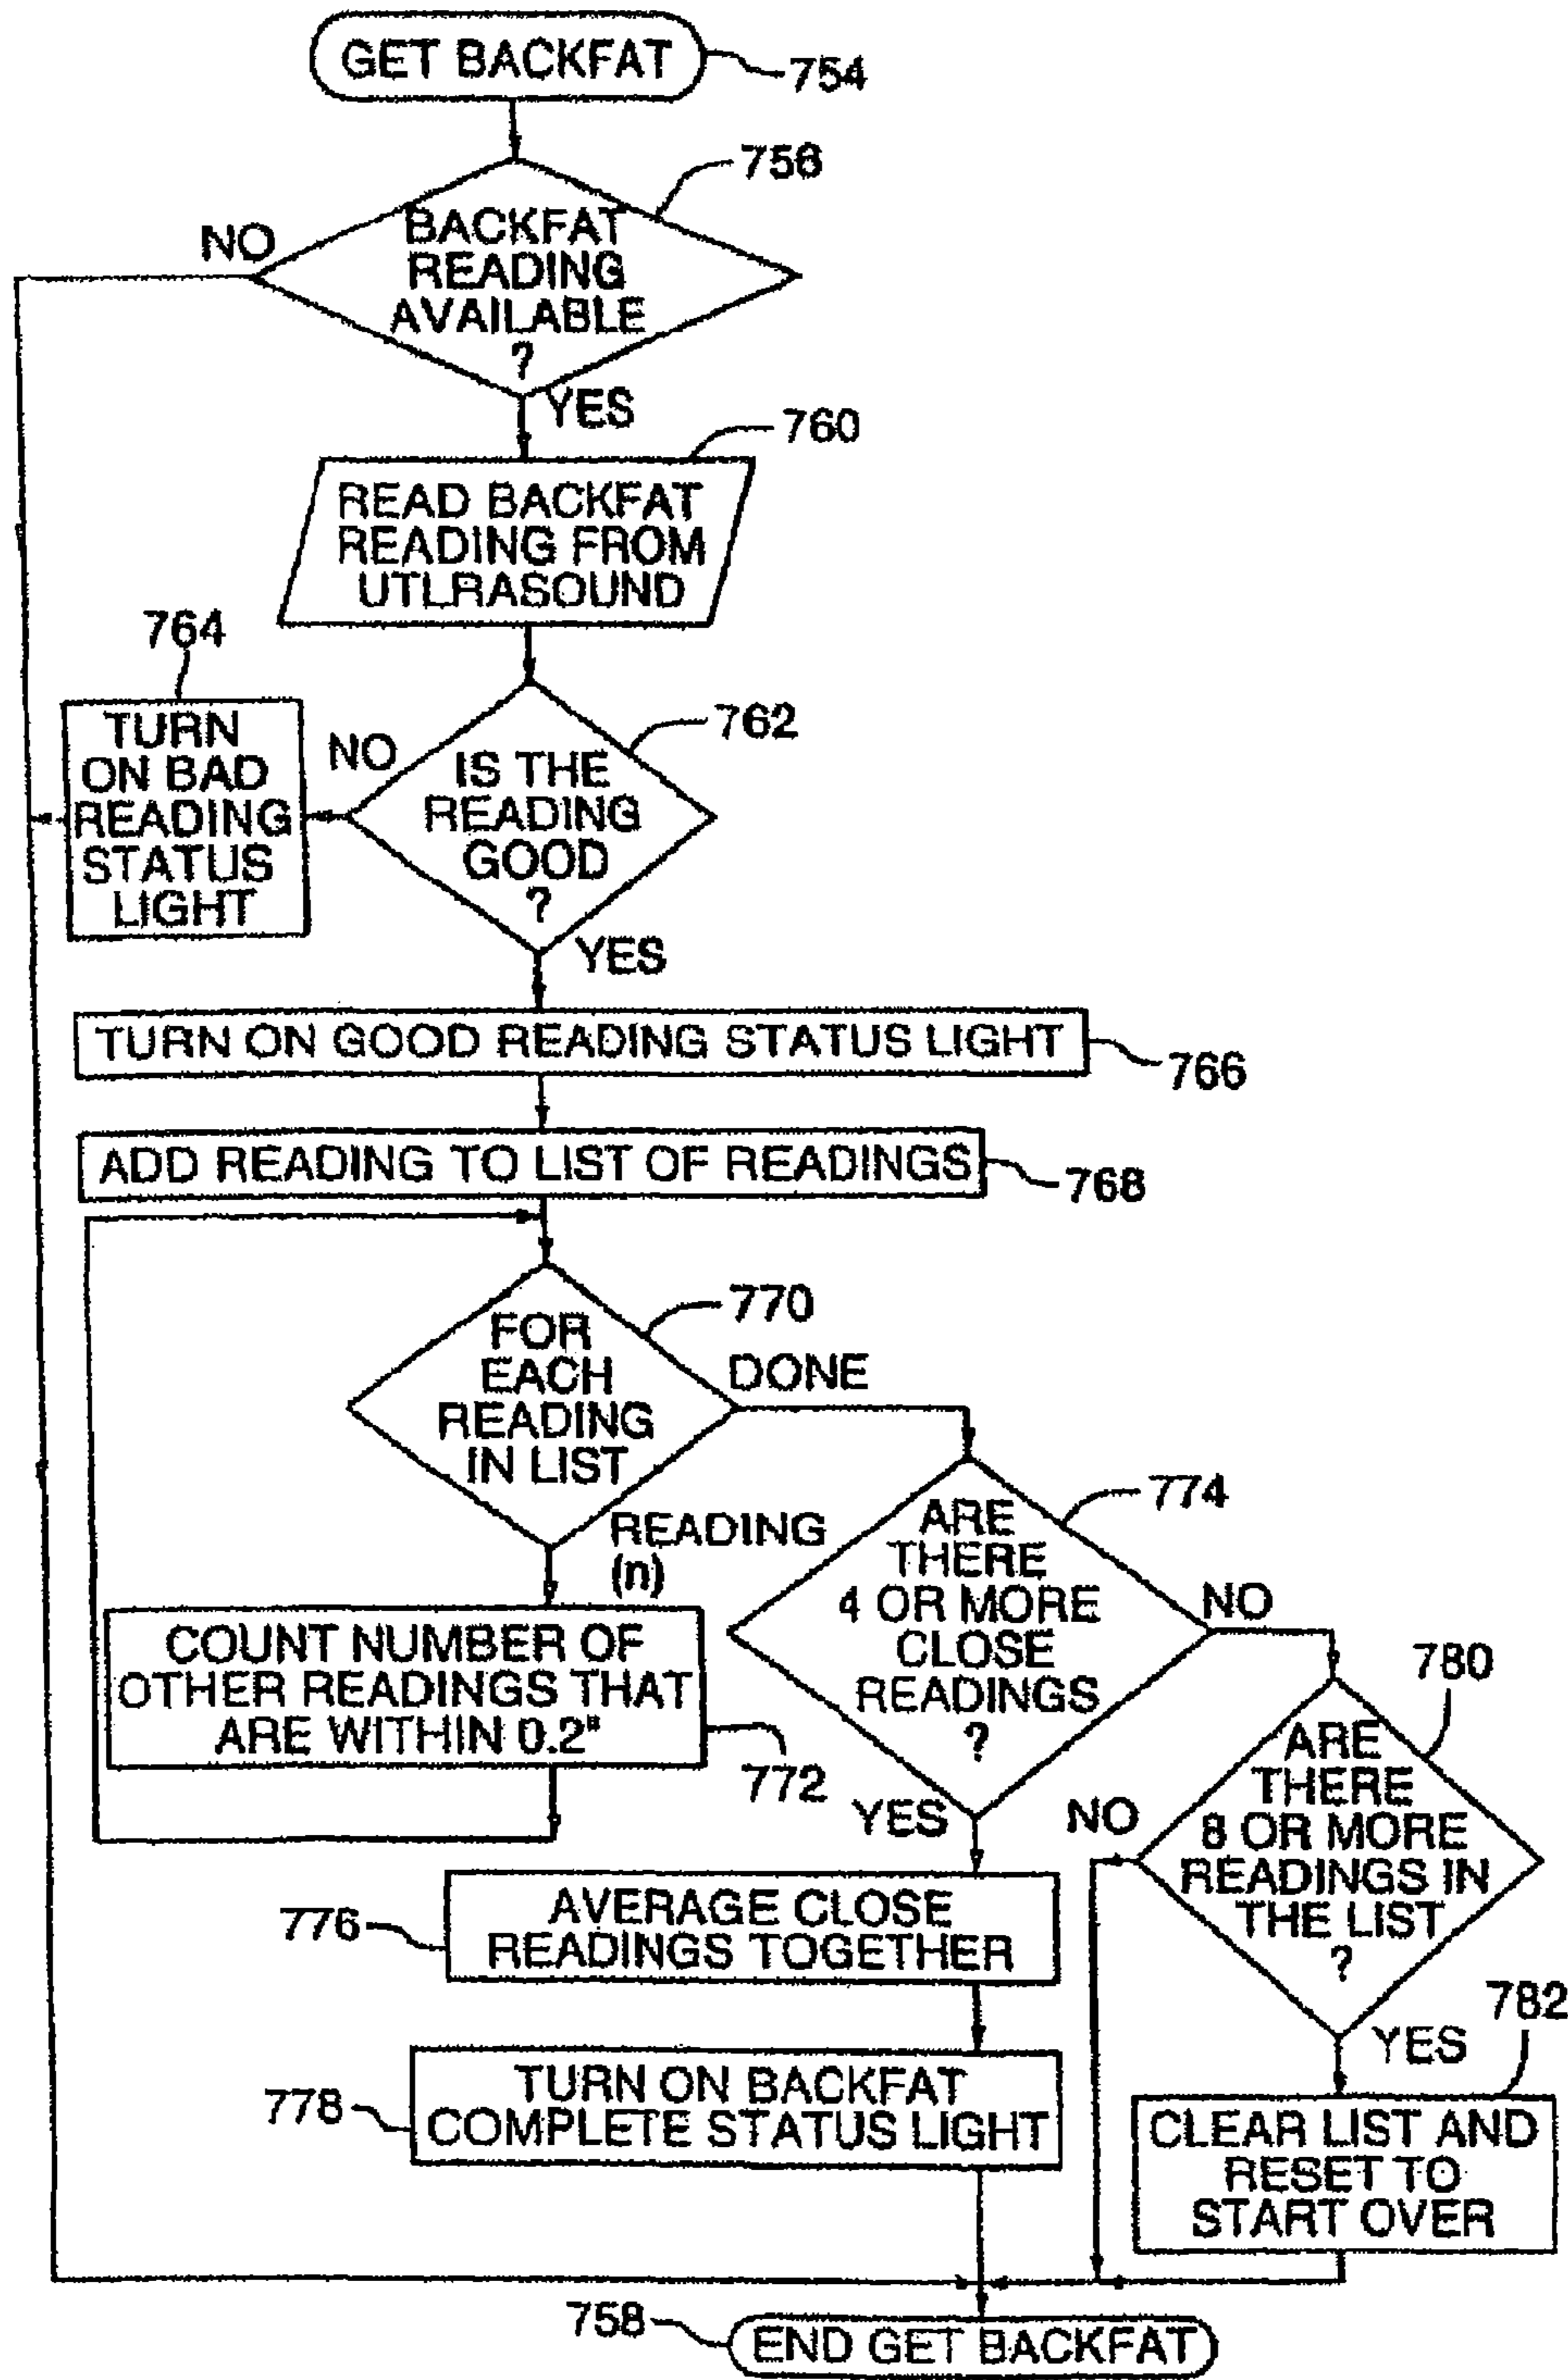 GET BACKFAT
754
756
NO
BACKFAT
READING
AVAILABLE
?
YES
760
READ BACKFAT
READING FROM
UTLRASOUND
764
TURN
ON BAD
READING
STATUS
LIGHT
NO
762
IS THE
READING
GOOD
?
YES
TURN ON GOOD READING STATUS LIGHT
766
ADD READING TO LIST OF READINGS
768
770
FOR
EACH
READING
IN LIST
DONE
READING
(n)
COUNT NUMBER OF
OTHER READINGS THAT
ARE WITHIN 0.2"
772
774
ARE
THERE
4 OR MORE
CLOSE
READINGS
?
NO
YES
780
ARE
THERE
8 OR MORE
READINGS IN
THE LIST
?
NO
YES
776
AVERAGE CLOSE
READINGS TOGETHER
778
TURN ON BACKFAT
COMPLETE STATUS LIGHT
782
CLEAR LIST AND
RESET TO
START OVER
758
END GET BACKFAT